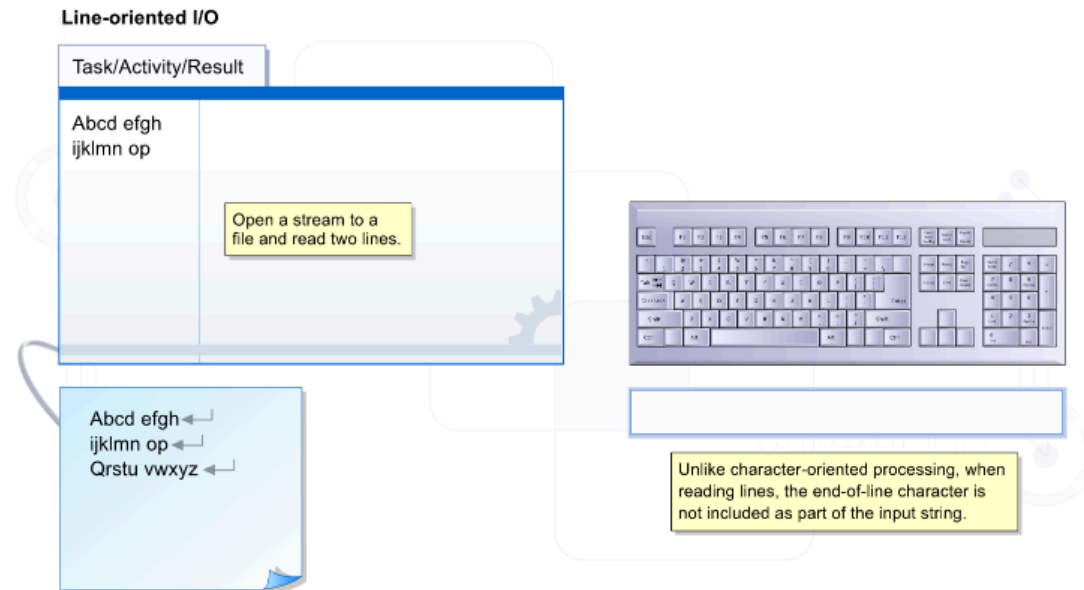 Line-oriented I/O
Task/Activity/Result
Abcd efgh
ijklmn op
Open a stream to a
file and read two lines.
Abcd efgh
ijklmn op
Qrstu vwxyz
Unlike character-oriented processing, when
reading lines, the end-of-line character is
not included as part of the input string.